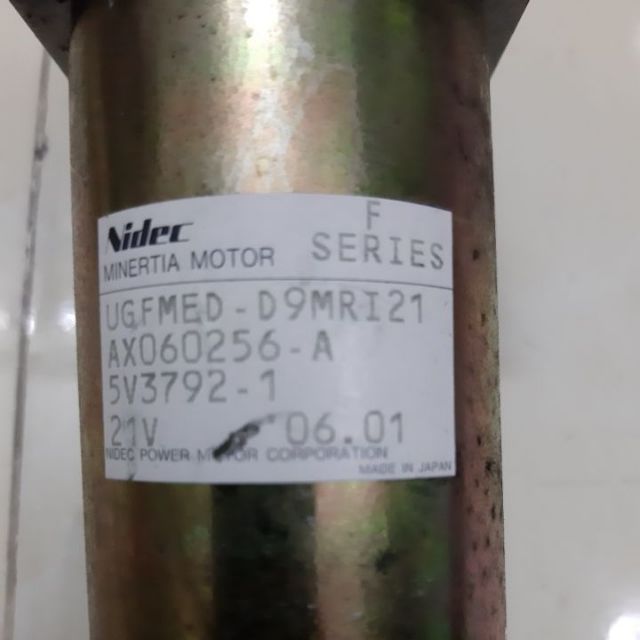 Nidec
MINERTIA MOTOR
F
SERIES
UGFMED-D9MRI21
AX060256-A
5V3792-1
21V 06.01
NIDEC POWER MOTOR CORPORATION
MADE IN JAPAN